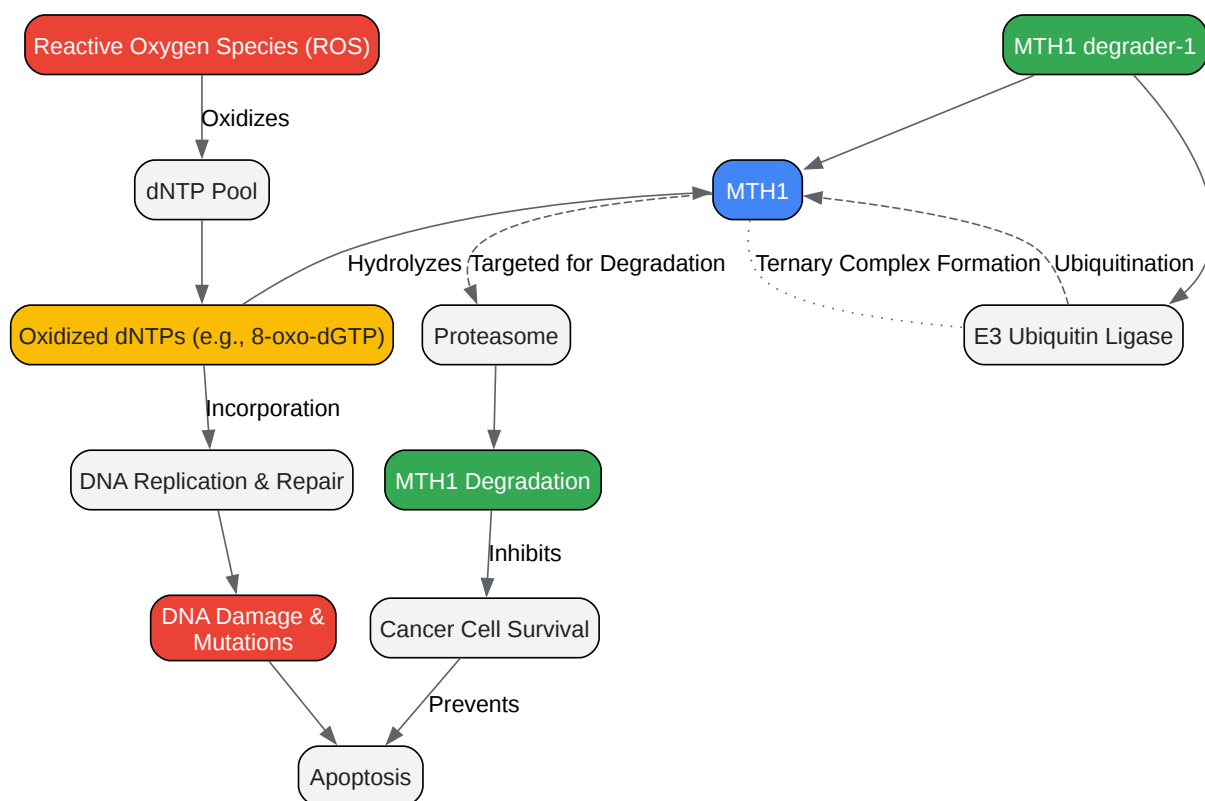 Reactive Oxygen Species (ROS)
MTH1 degrader-1
Oxidizes
dNTP Pool
MTH1
Hydrolyzes
Targeted for Degradation
Ternary Complex Formation
Ubiquitination
Oxidized dNTPs (e.g., 8-oxo-dGTP)
Proteasome
E3 Ubiquitin Ligase
Incorporation
DNA Replication & Repair
MTH1 Degradation
Inhibits
DNA Damage &
Mutations
Cancer Cell Survival
Prevents
Apoptosis